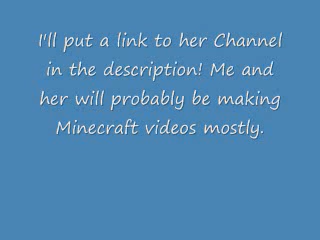 I'll put a link to her Channel
in the description! Me and
her will probably be making
Minecraft videos mostly.